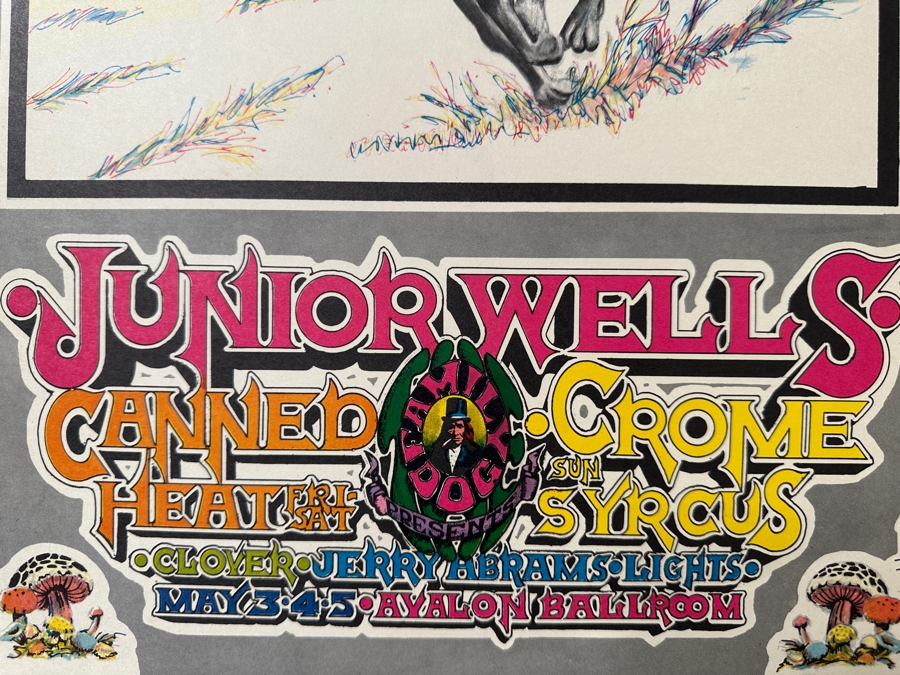 JUNIOR WELLS
CANNED
HEAT FRI-
SAT
FAMILY
DOG
PRESENTS
CROME
SUN
SYRCUS
•CLOVER•JERRY ABRAMS•LIGHTS•
MAY 3•4•5•AVALON BALLROOM